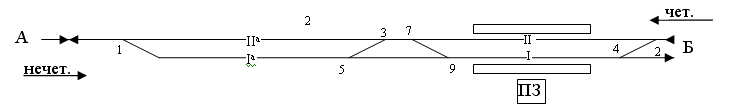 2 чет.
А 3 7 II
IIа
1 4 2 Б
Iа I
нечет. 5 9
ПЗ